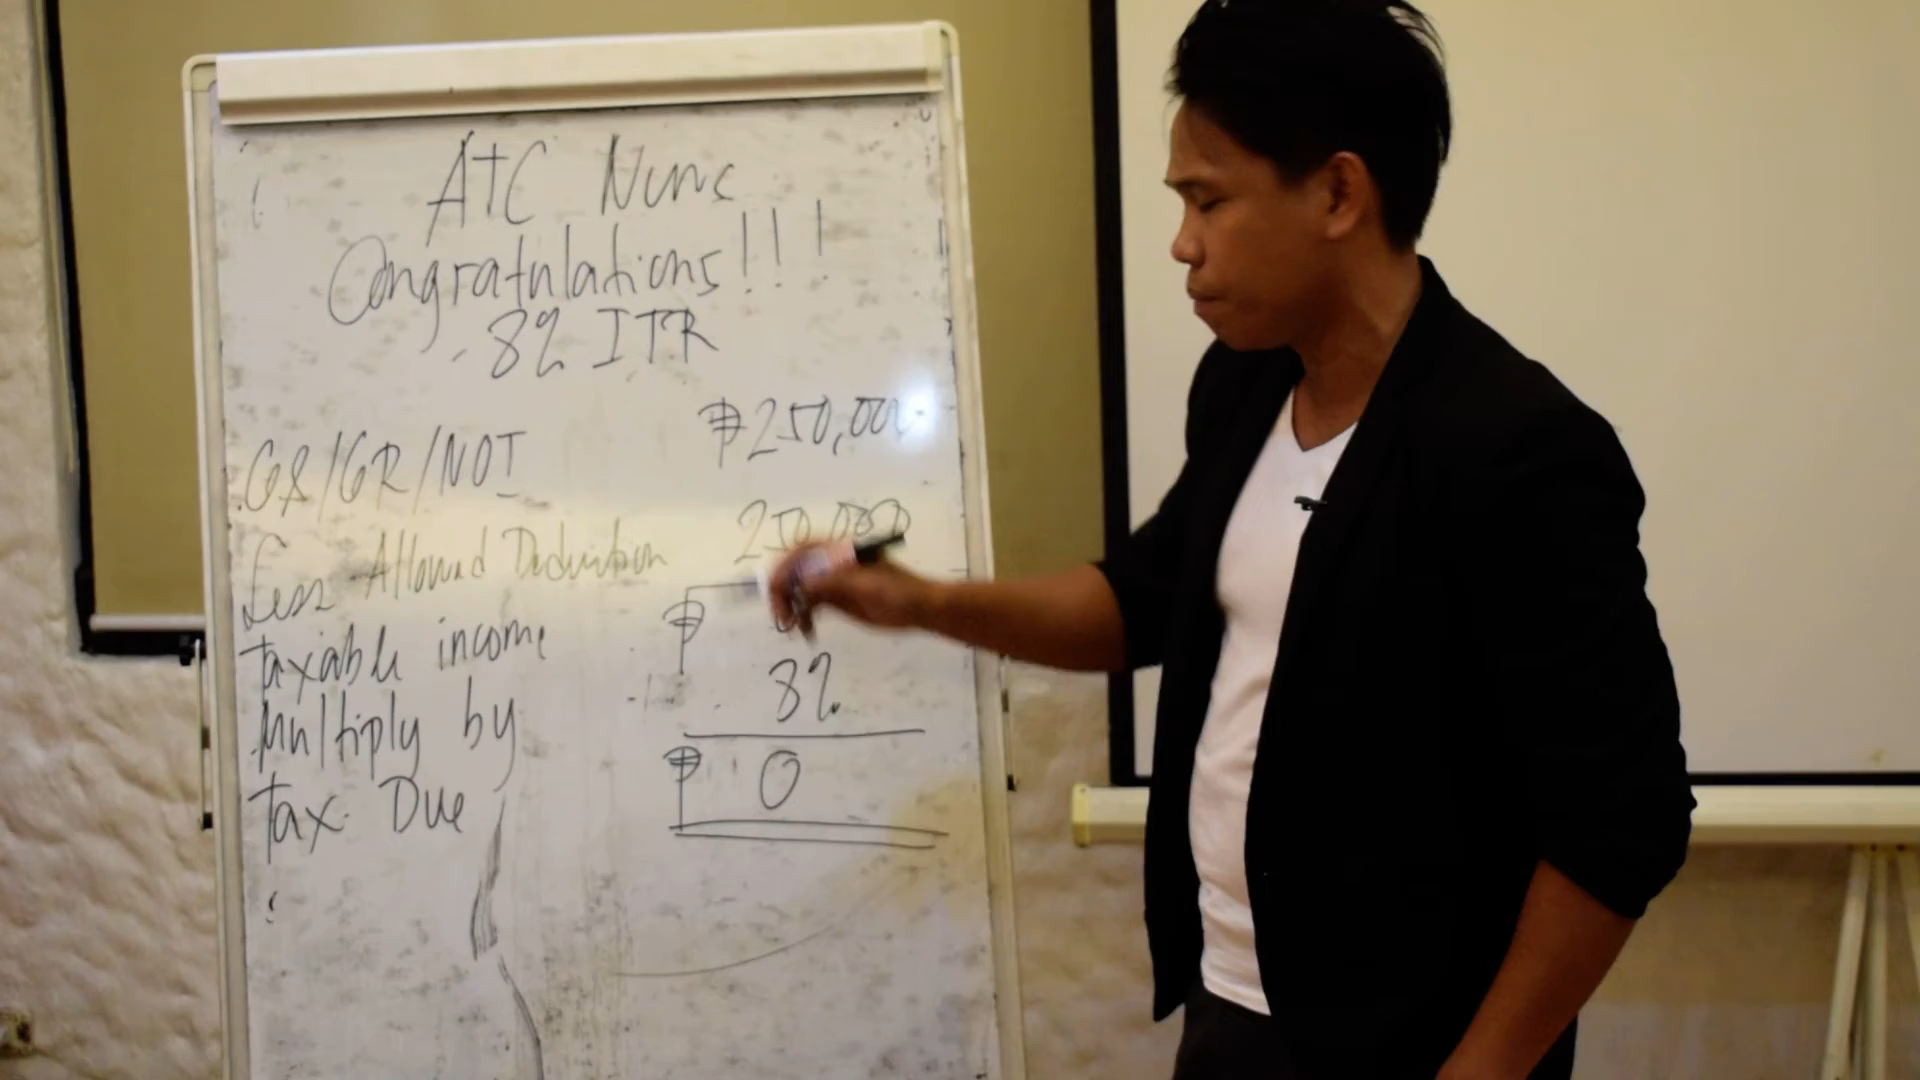 ATC Nunc
Congratulations!!!
8% ITR
GS/GR/NOT ₱250,000
Less Allowed Deduction 250,000
taxable income ₱ 0
Multiply by 8%
Tax Due ₱ 0